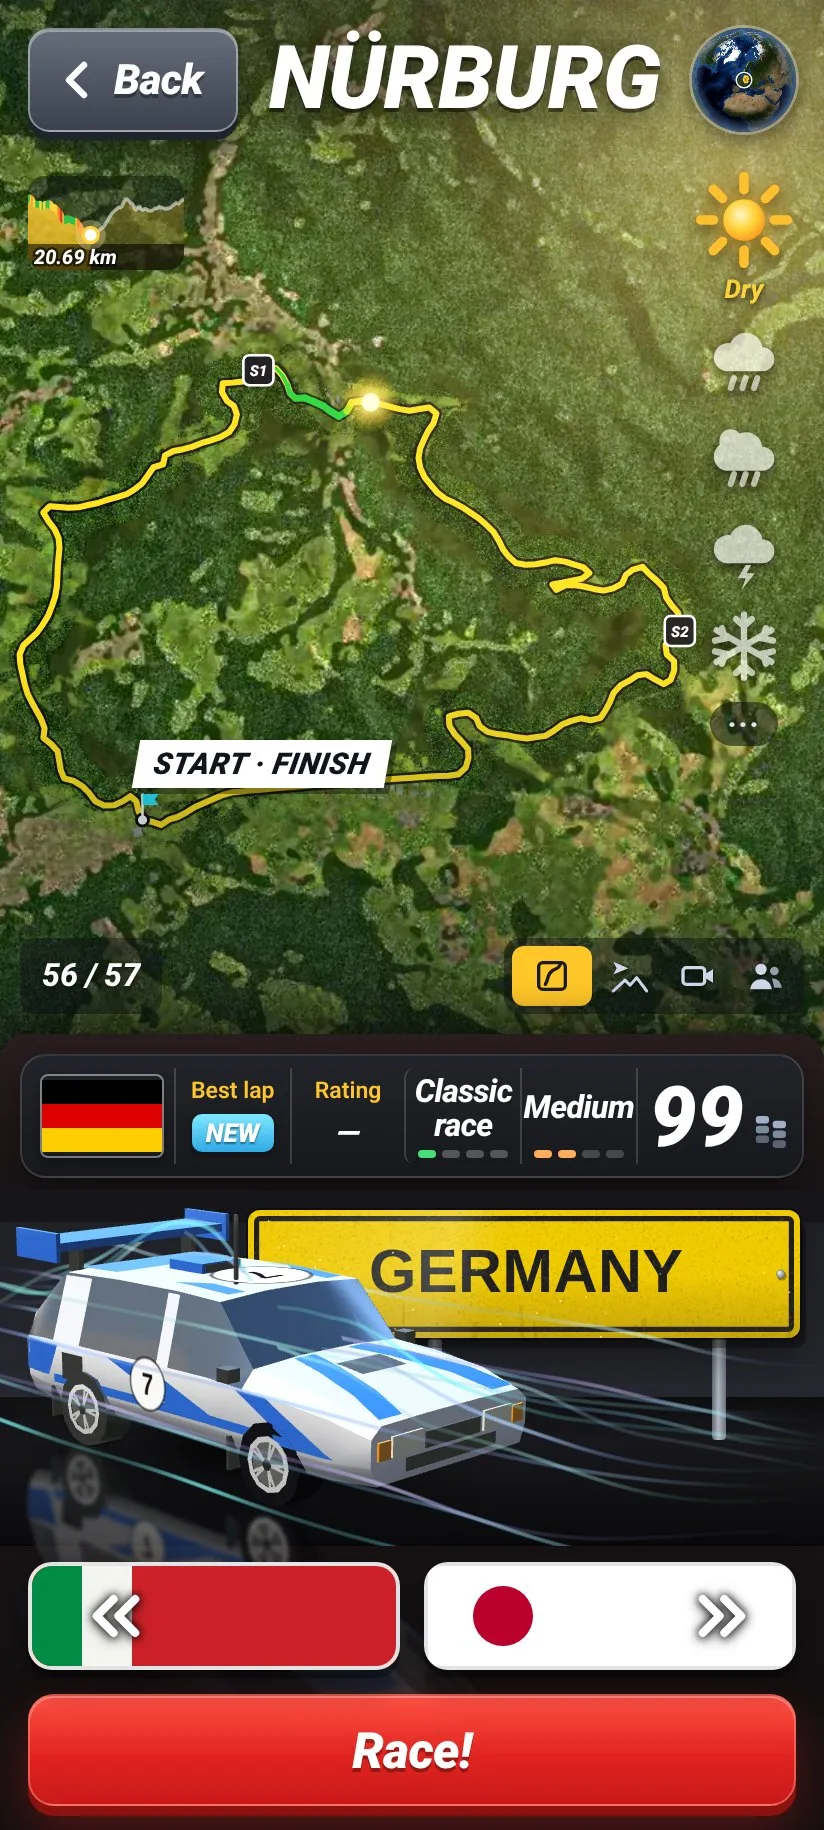 Back
NÜRBURG
20.69 km
Dry
S1
S2
START · FINISH
56 / 57
Best lap
NEW
Rating
–
Classic
race
Medium
99
GERMANY
7
Race!